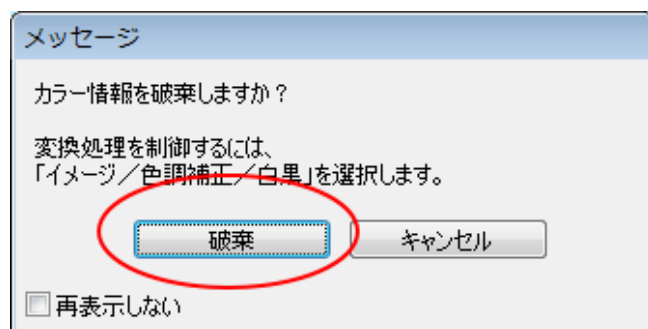 メッセージ
カラー情報を破棄しますか？
変換処理を制御するには、
「イメージ／色調補正／白黒」を選択します。
破棄
キャンセル
再表示しない